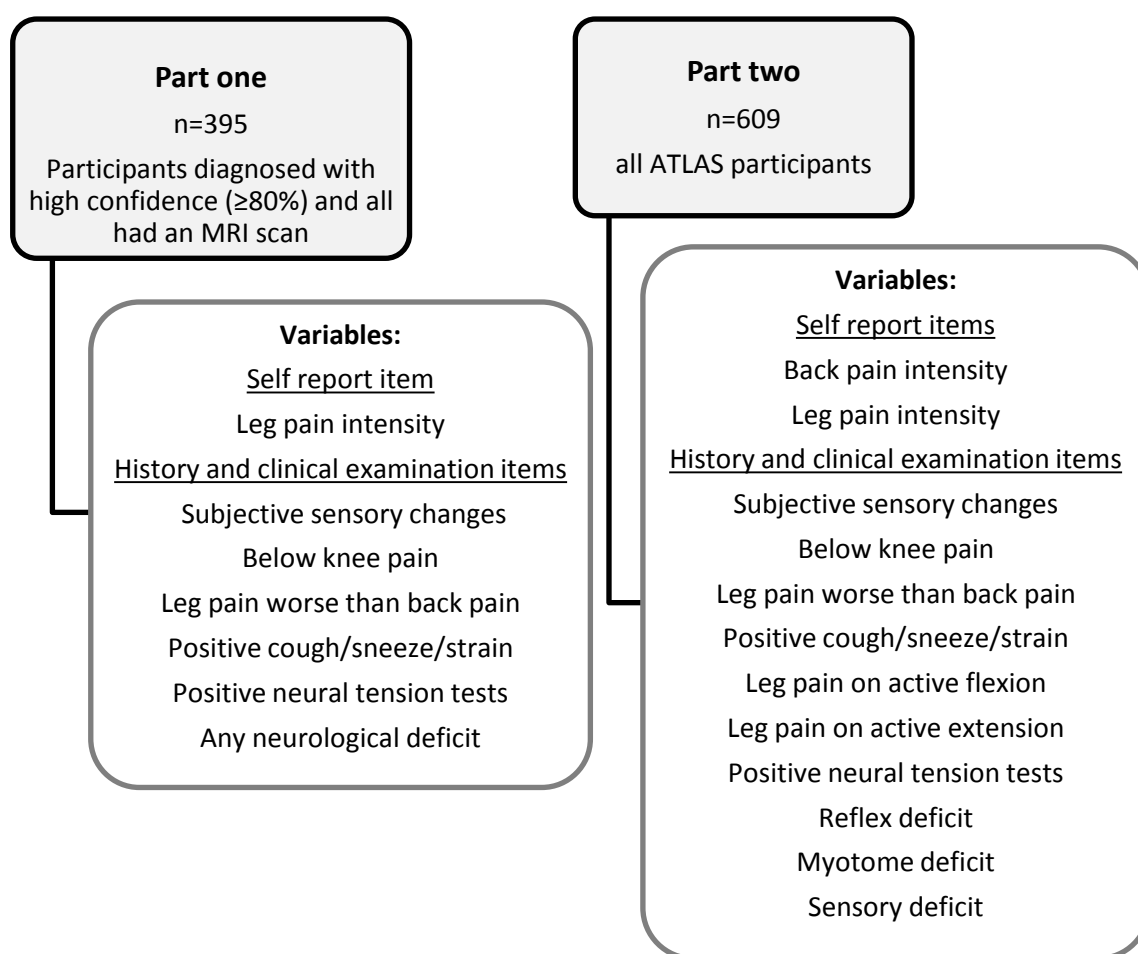 Part one
n=395
Participants diagnosed with
high confidence (≥80%) and all
had an MRI scan
Variables:
Self report item
Leg pain intensity
History and clinical examination items
Subjective sensory changes
Below knee pain
Leg pain worse than back pain
Positive cough/sneeze/strain
Positive neural tension tests
Any neurological deficit
Part two
n=609
all ATLAS participants
Variables:
Self report items
Back pain intensity
Leg pain intensity
History and clinical examination items
Subjective sensory changes
Below knee pain
Leg pain worse than back pain
Positive cough/sneeze/strain
Leg pain on active flexion
Leg pain on active extension
Positive neural tension tests
Reflex deficit
Myotome deficit
Sensory deficit